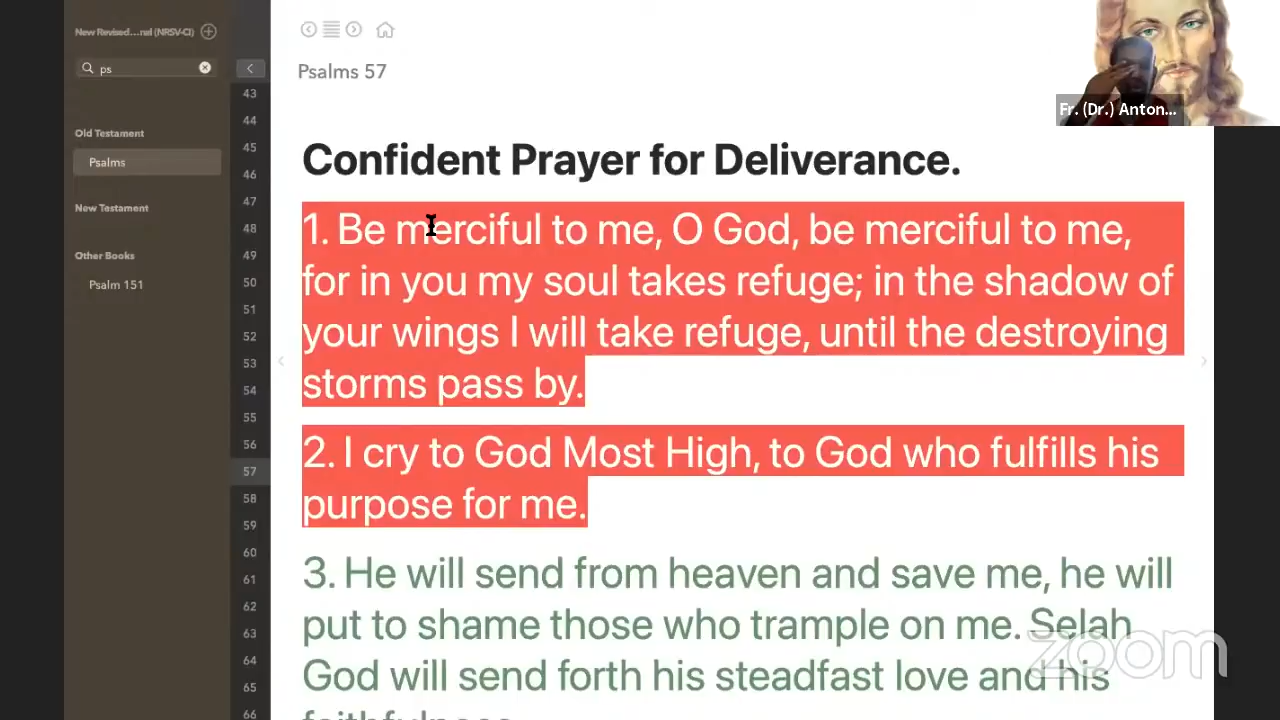 New Revised...nal (NRSV-CI)
ps
Old Testament
Psalms
New Testament
Other Books
Psalm 151
43
44
45
46
47
48
49
50
51
52
53
54
55
56
57
58
59
60
61
62
63
64
65
66
Psalms 57
Fr. (Dr.) Anton...
Confident Prayer for Deliverance.
1. Be merciful to me, O God, be merciful to me,
for in you my soul takes refuge; in the shadow of
your wings I will take refuge, until the destroying
storms pass by.
2. I cry to God Most High, to God who fulfills his
purpose for me.
3. He will send from heaven and save me, he will
put to shame those who trample on me. Selah
God will send forth his steadfast love and his
faithfulness.
zoom